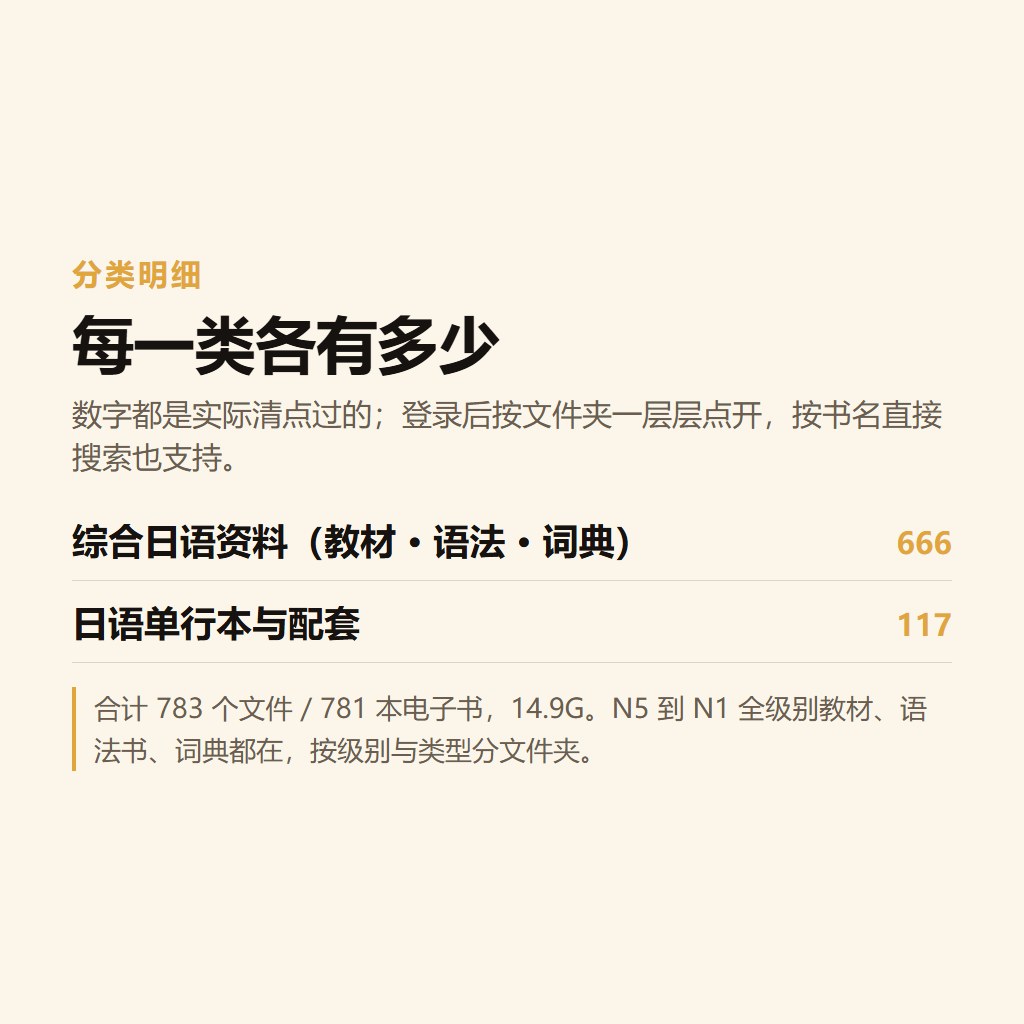 分类明细
每一类各有多少
数字都是实际清点过的；登录后按文件夹一层层点开，按书名直接
搜索也支持。
综合日语资料（教材・语法・词典） 666
日语单行本与配套 117
合计 783 个文件 / 781 本电子书，14.9G。N5 到 N1 全级别教材、语
法书、词典都在，按级别与类型分文件夹。